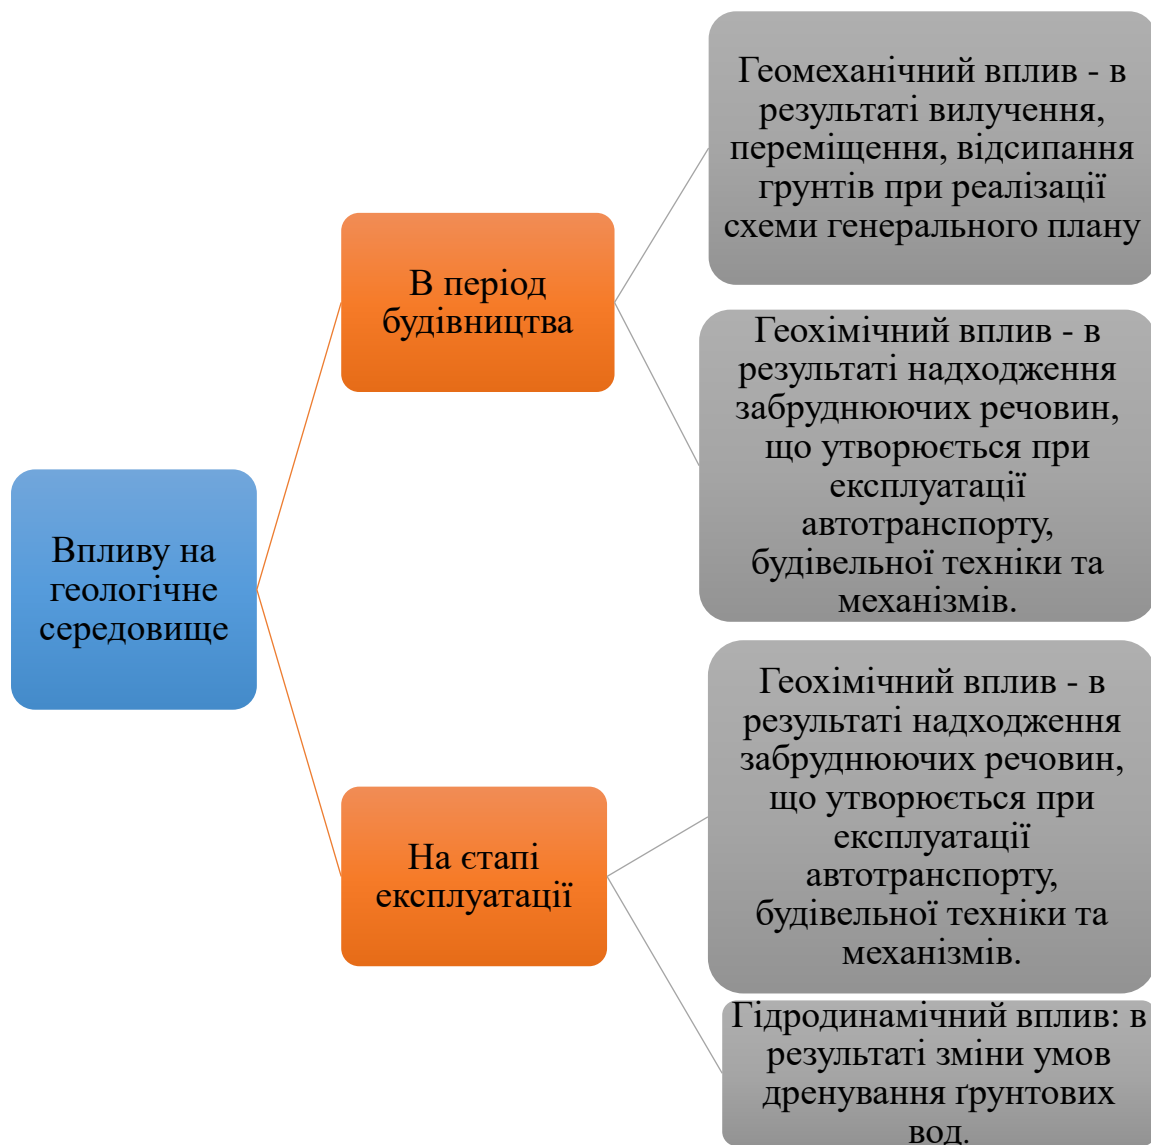 Впливу на
геологічне
середовище
В період
будівництва
Геомеханічний вплив - в
результаті вилучення,
переміщення, відсипання
грунтів при реалізації
схеми генерального плану
Геохімічний вплив - в
результаті надходження
забруднюючих речовин,
що утворюється при
експлуатації
автотранспорту,
будівельної техніки та
механізмів.
На єтапі
експлуатації
Геохімічний вплив - в
результаті надходження
забруднюючих речовин,
що утворюється при
експлуатації
автотранспорту,
будівельної техніки та
механізмів.
Гідродинамічний вплив: в
результаті зміни умов
дренування ґрунтових
вод.